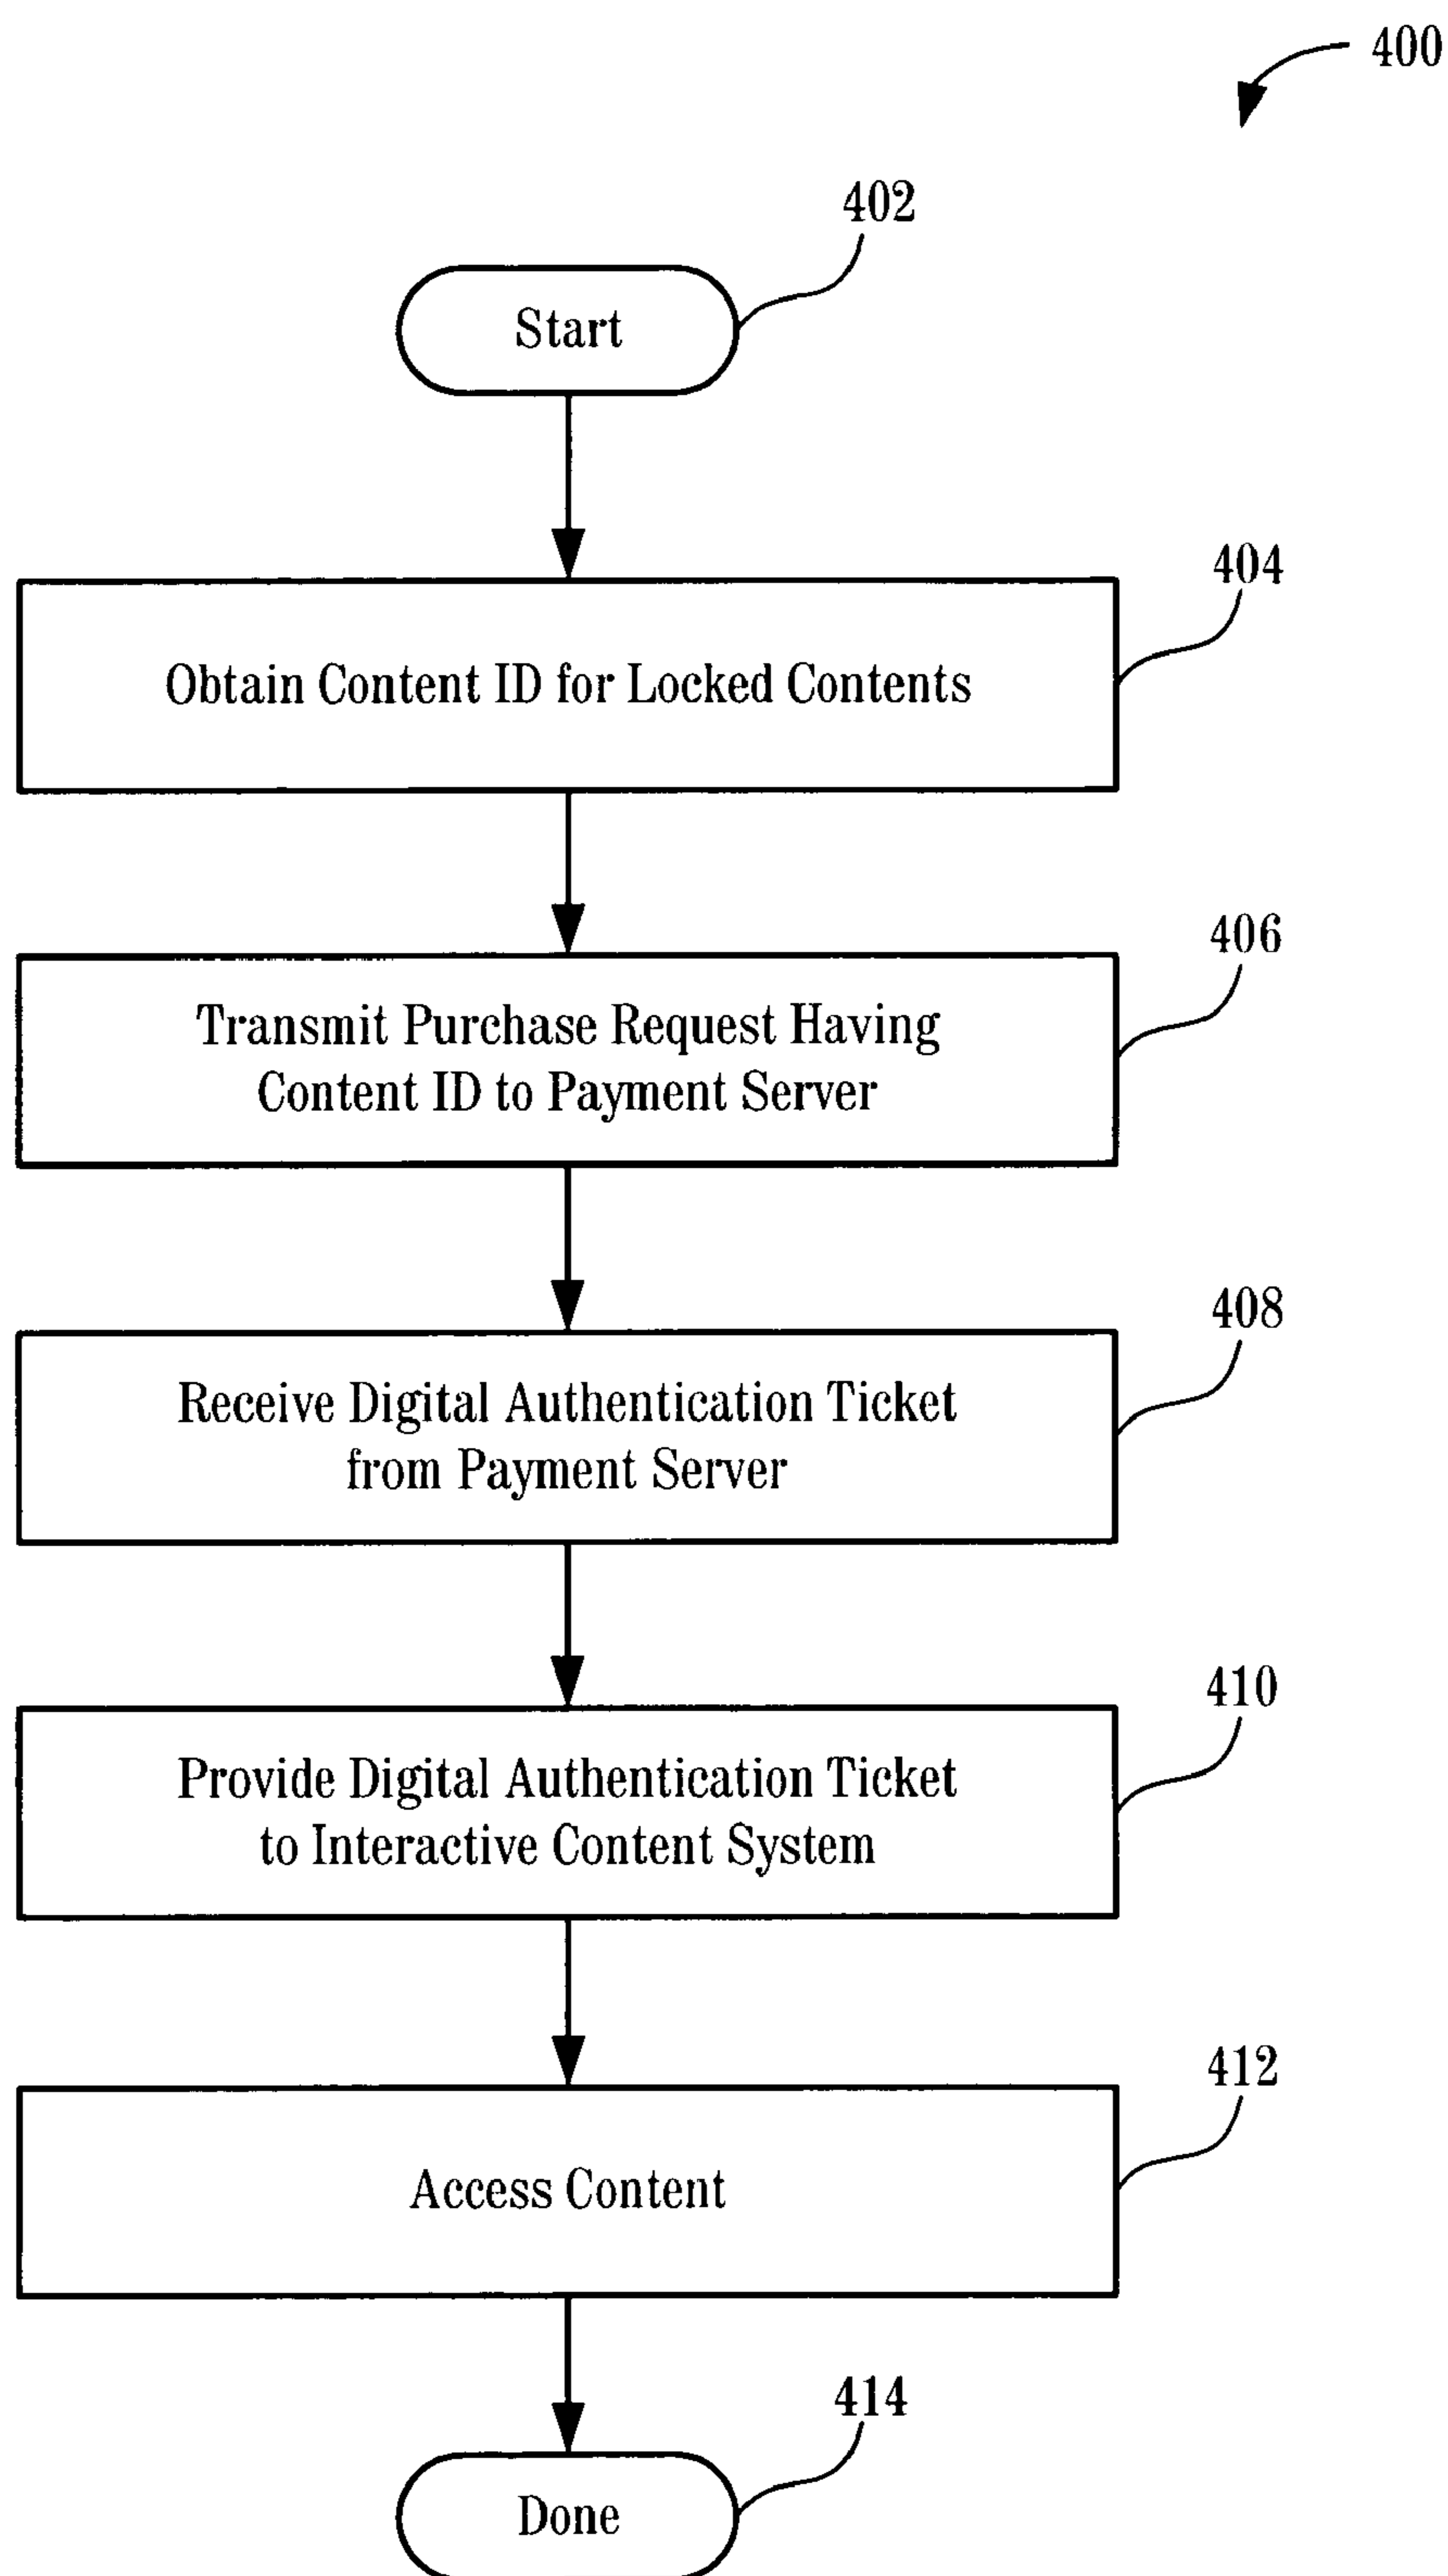 400
402
Start
404
Obtain Content ID for Locked Contents
406
Transmit Purchase Request Having
Content ID to Payment Server
408
Receive Digital Authentication Ticket
from Payment Server
410
Provide Digital Authentication Ticket
to Interactive Content System
412
Access Content
414
Done